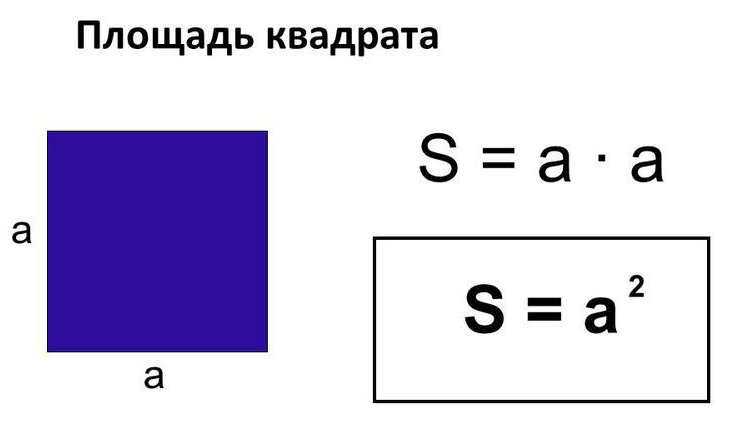 Площадь квадрата
S = a · a
a
S = a²
a